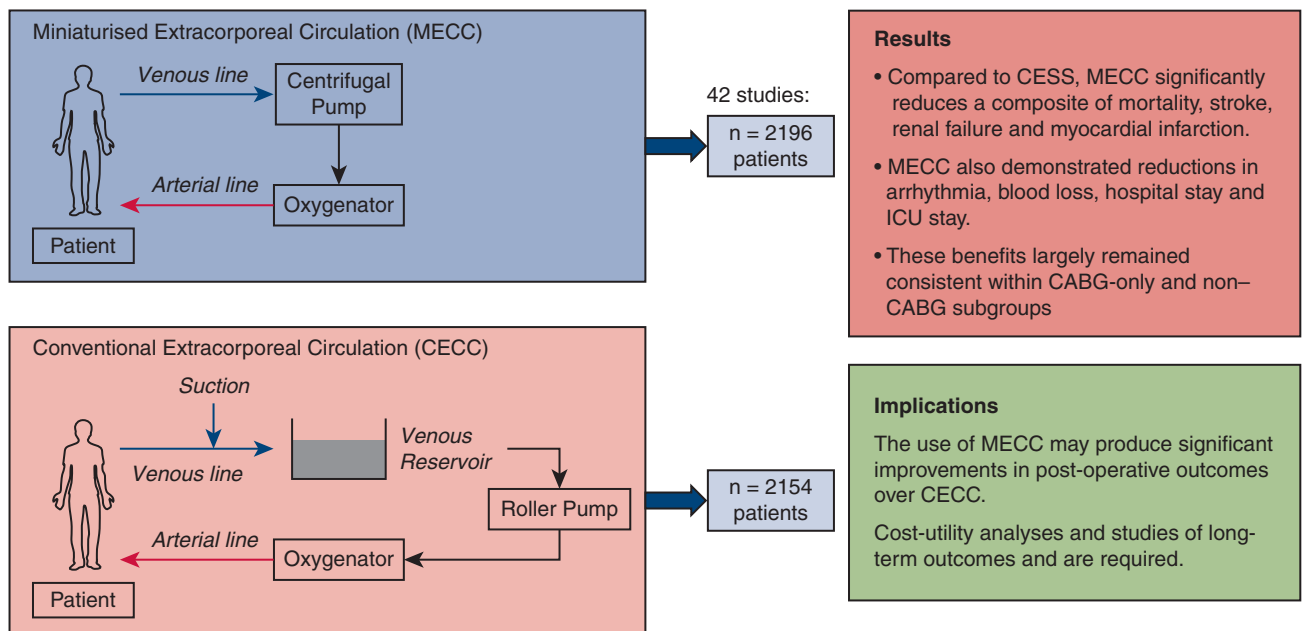 Miniaturised Extracorporeal Circulation (MECC)
Venous line
Centrifugal
Pump
Arterial line
Oxygenator
Patient
42 studies:
n = 2196
patients
Results
• Compared to CESS, MECC significantly
reduces a composite of mortality, stroke,
renal failure and myocardial infarction.
• MECC also demonstrated reductions in
arrhythmia, blood loss, hospital stay and
ICU stay.
• These benefits largely remained
consistent within CABG-only and non–
CABG subgroups
Conventional Extracorporeal Circulation (CECC)
Suction
Venous line
Venous
Reservoir
Roller Pump
Arterial line
Oxygenator
Patient
n = 2154
patients
Implications
The use of MECC may produce significant
improvements in post-operative outcomes
over CECC.
Cost-utility analyses and studies of long-
term outcomes and are required.